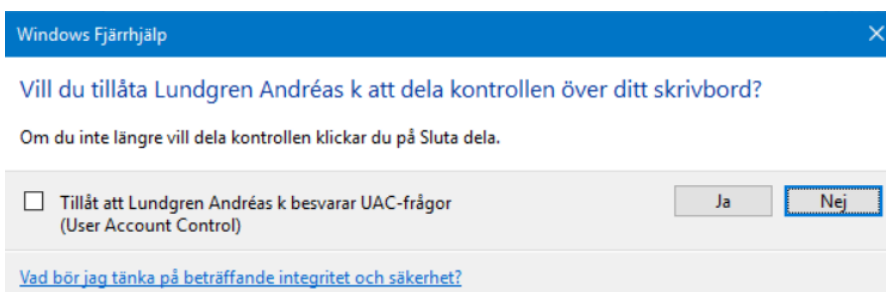 Windows Fjärrhjälp
Vill du tillåta Lundgren Andréas k att dela kontrollen över ditt skrivbord?
Om du inte längre vill dela kontrollen klickar du på Sluta dela.
Tillåt att Lundgren Andréas k besvarar UAC-frågor
(User Account Control)
Ja
Nej
Vad bör jag tänka på beträffande integritet och säkerhet?